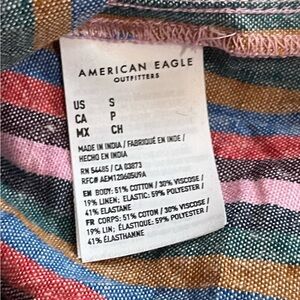 AMERICAN EAGLE
OUTFITTERS
US S
CA P
MX CH
MADE IN INDIA / FABRIQUÉ EN INDE /
HECHO EN INDIA
RN 54485 / CA 03873
RFC# AEM120605U9A
EN BODY: 51% COTTON / 30% VISCOSE /
19% LINEN; ELASTIC: 59% POLYESTER /
41% ELASTANE
FR CORPS: 51% COTON / 30% VISCOSE /
19% LIN; ÉLASTIQUE: 59% POLYESTER /
41% ÉLASTHANNE